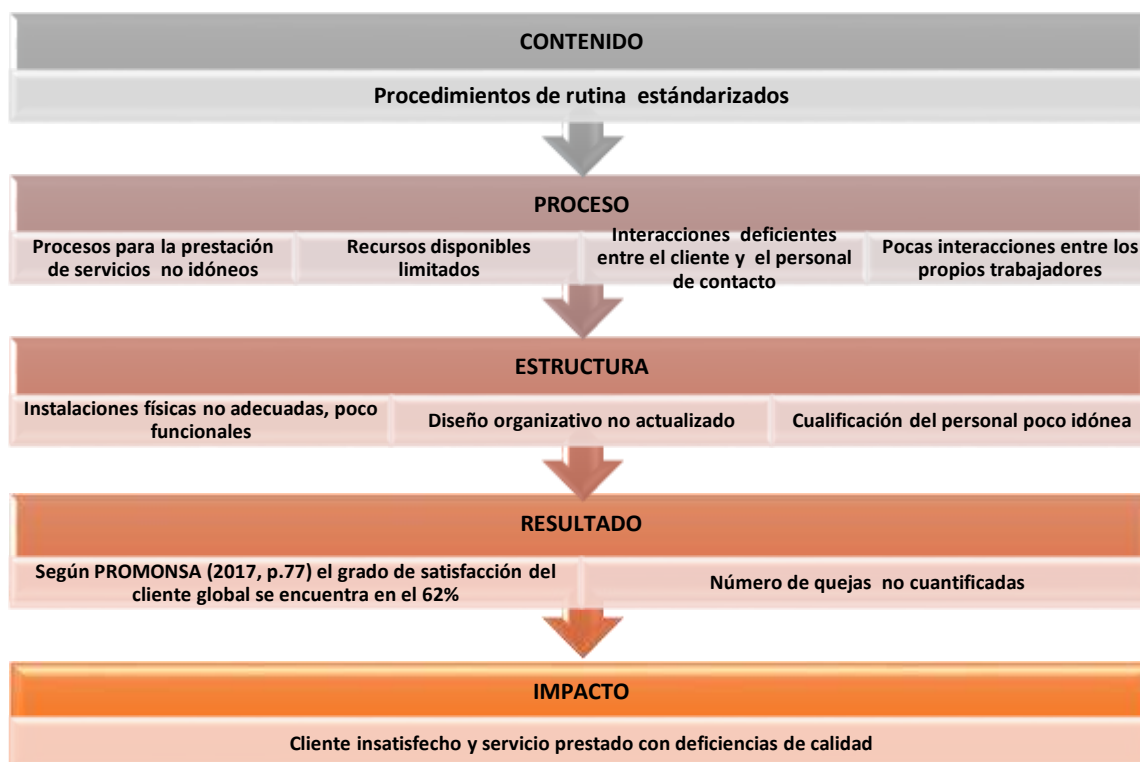 CONTENIDO
Procedimientos de rutina estándarizados
PROCESO
Procesos para la prestación
de servicios no idóneos
Recursos disponibles
limitados
Interacciones deficientes
entre el cliente y el personal
de contacto
Pocas interacciones entre los
propios trabajadores
ESTRUCTURA
Instalaciones físicas no adecuadas, poco
funcionales
Diseño organizativo no actualizado
Cualificación del personal poco idónea
RESULTADO
Según PROMONSA (2017, p.77) el grado de satisfacción del
cliente global se encuentra en el 62%
Número de quejas no cuantificadas
IMPACTO
Cliente insatisfecho y servicio prestado con deficiencias de calidad